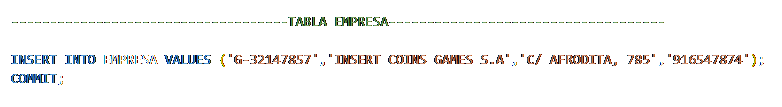 ------------------------------------TABLA EMPRESA------------------------------------
INSERT INTO EMPRESA VALUES ('G-32147857','INSERT COINS GAMES S.A','C/ AFRODITA, 785','916547874');
COMMIT;